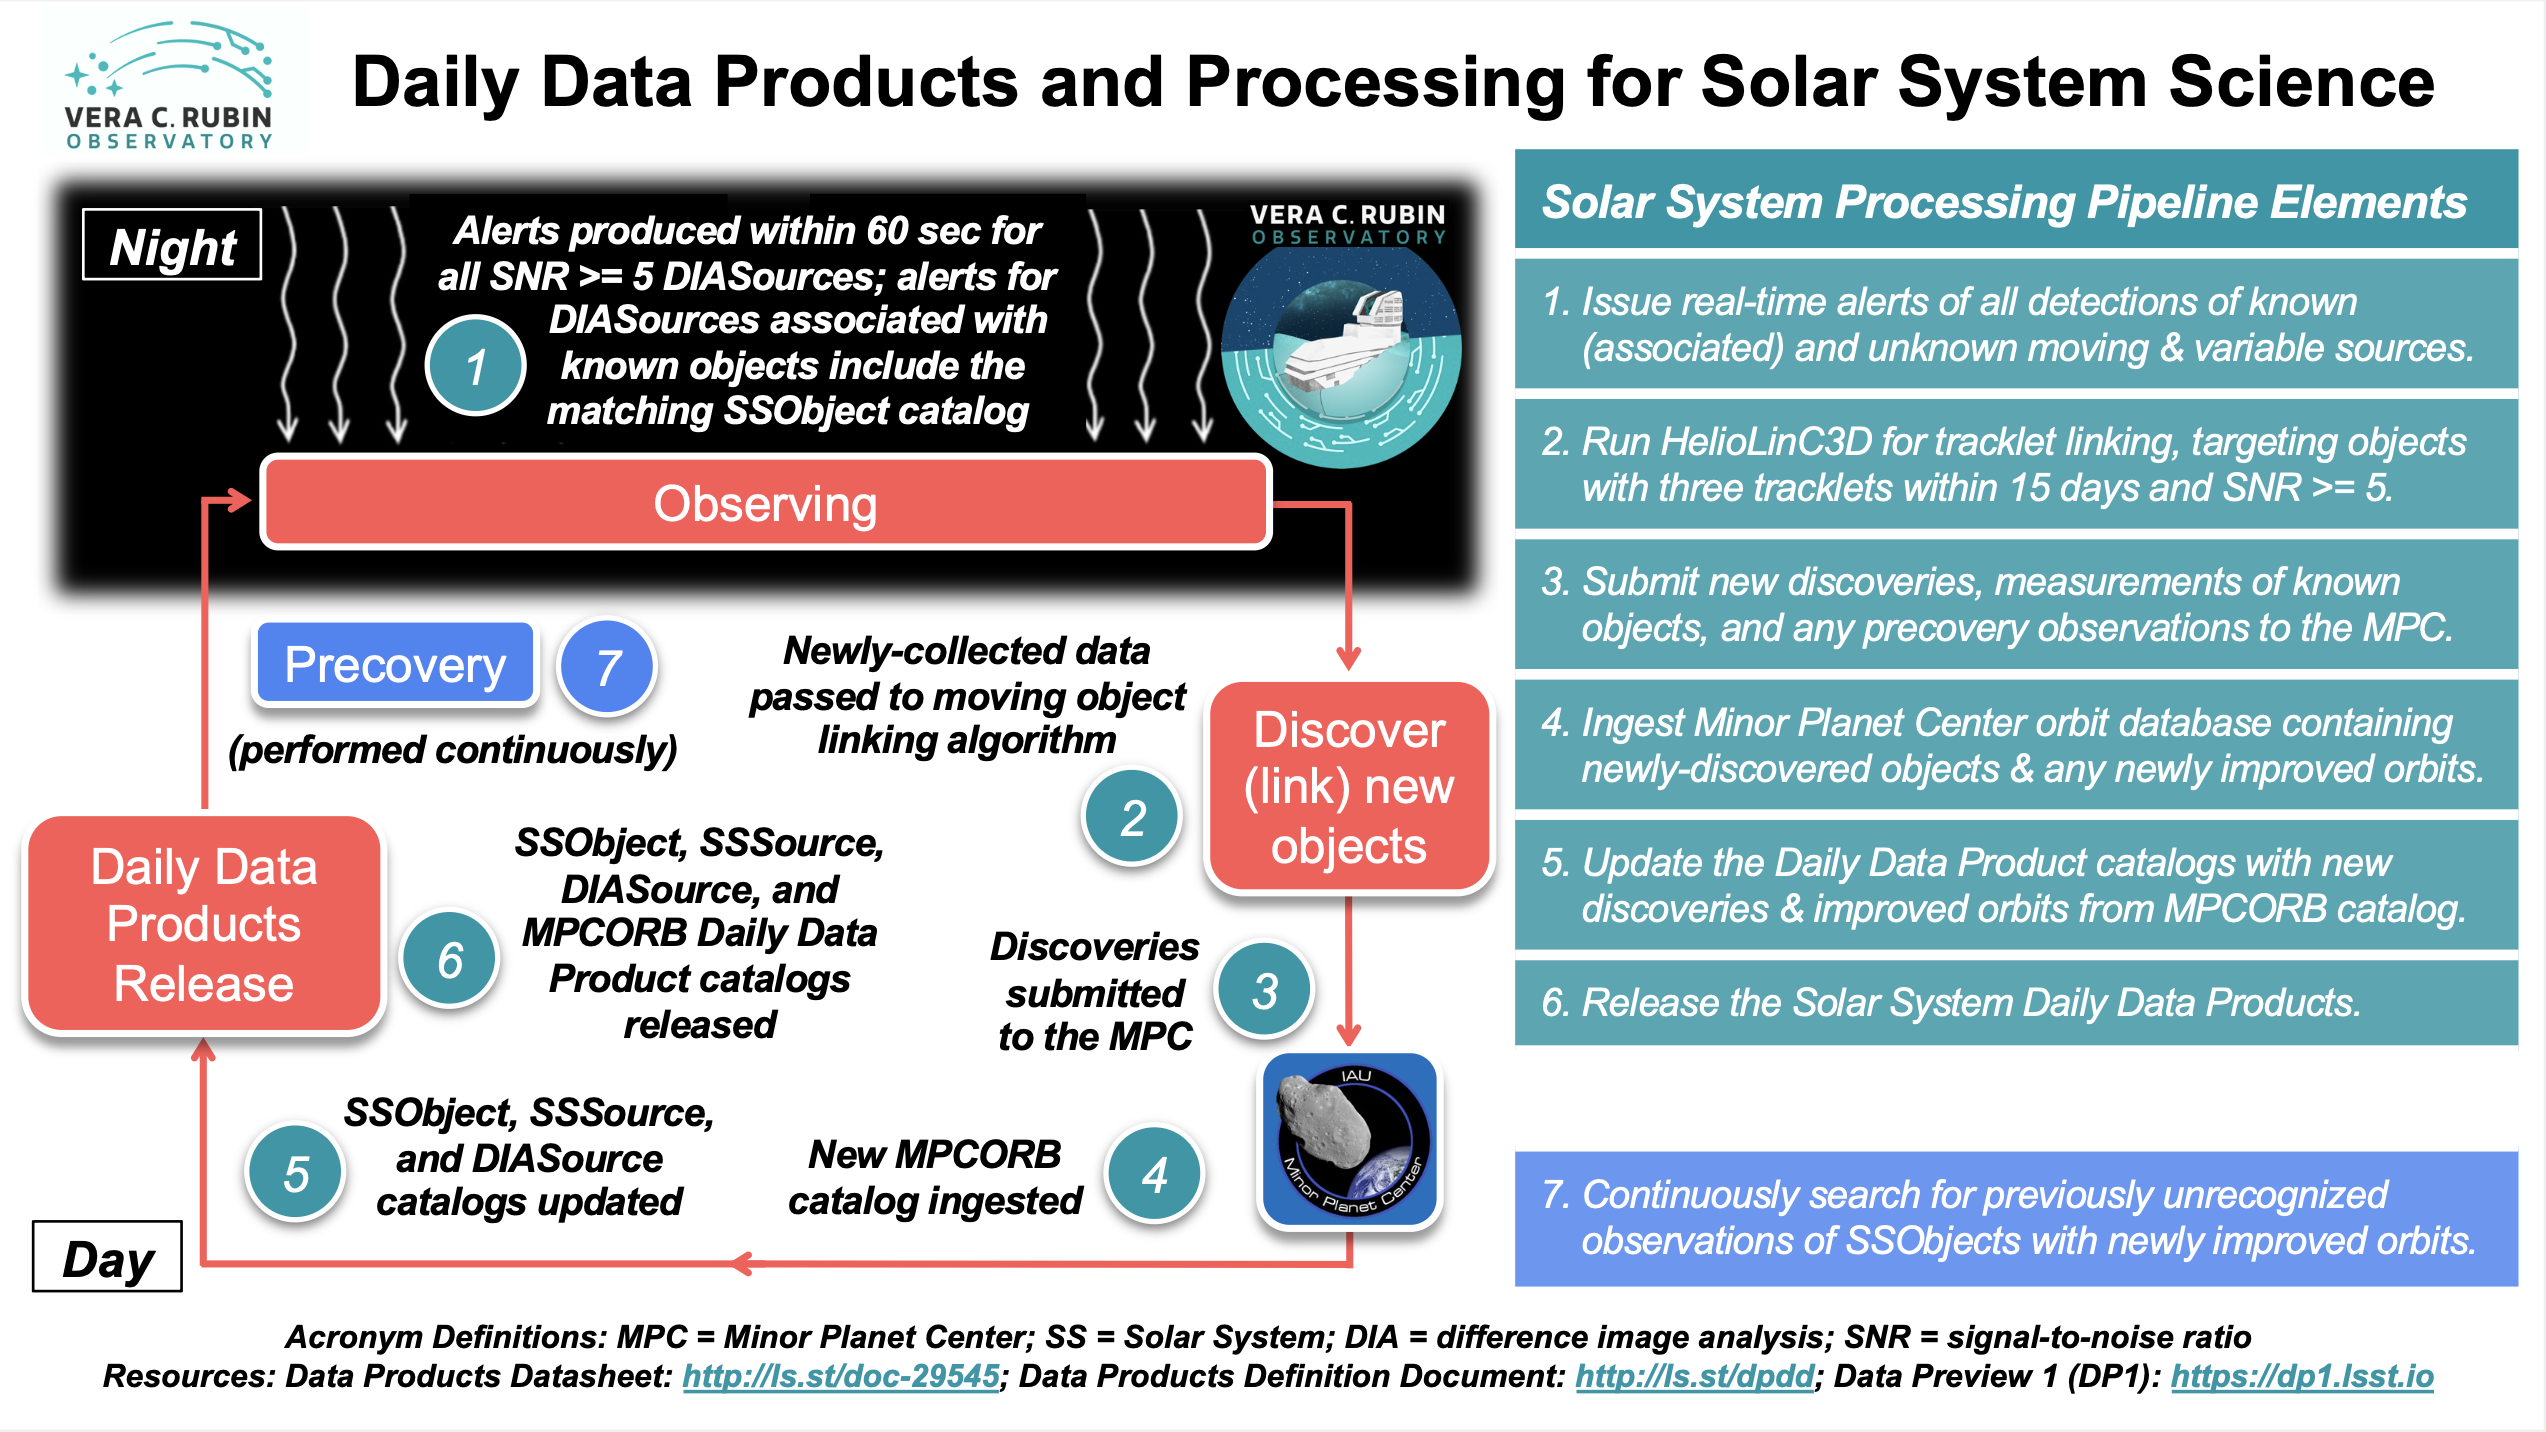 VERA C. RUBIN
OBSERVATORY
Daily Data Products and Processing for Solar System Science
Night
Alerts produced within 60 sec for
all SNR >= 5 DIASources; alerts for
DIASources associated with
known objects include the
matching SSObject catalog
1
VERA C. RUBIN
OBSERVATORY
Observing
Precovery
7
(performed continuously)
Newly-collected data
passed to moving object
linking algorithm
2
Discover
(link) new
objects
Daily Data
Products
Release
6
SSObject, SSSource,
DIASource, and
MPCORB Daily Data
Product catalogs
released
Discoveries
submitted
to the MPC
3
IAU
Minor Planet Center
5
SSObject, SSSource,
and DIASource
catalogs updated
New MPCORB
catalog ingested
4
Day
Solar System Processing Pipeline Elements
1. Issue real-time alerts of all detections of known
(associated) and unknown moving & variable sources.
2. Run HelioLinC3D for tracklet linking, targeting objects
with three tracklets within 15 days and SNR >= 5.
3. Submit new discoveries, measurements of known
objects, and any precovery observations to the MPC.
4. Ingest Minor Planet Center orbit database containing
newly-discovered objects & any newly improved orbits.
5. Update the Daily Data Product catalogs with new
discoveries & improved orbits from MPCORB catalog.
6. Release the Solar System Daily Data Products.
7. Continuously search for previously unrecognized
observations of SSObjects with newly improved orbits.
Acronym Definitions: MPC = Minor Planet Center; SS = Solar System; DIA = difference image analysis; SNR = signal-to-noise ratio
Resources: Data Products Datasheet: http://ls.st/doc-29545; Data Products Definition Document: http://ls.st/dpdd; Data Preview 1 (DP1): https://dp1.lsst.io